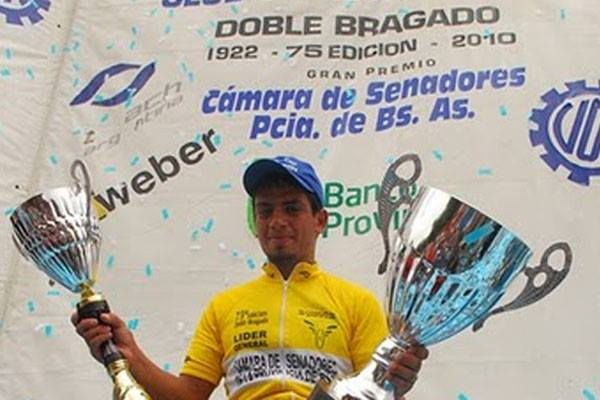 DOBLE BRAGADO
1922 - 75 EDICION - 2010
GRAN PREMIO
Cámara de Senadores
Pcia. de Bs. As.
weber
Banco
Provin
LIDER
GENERAL
CAMARA DE SENADORES